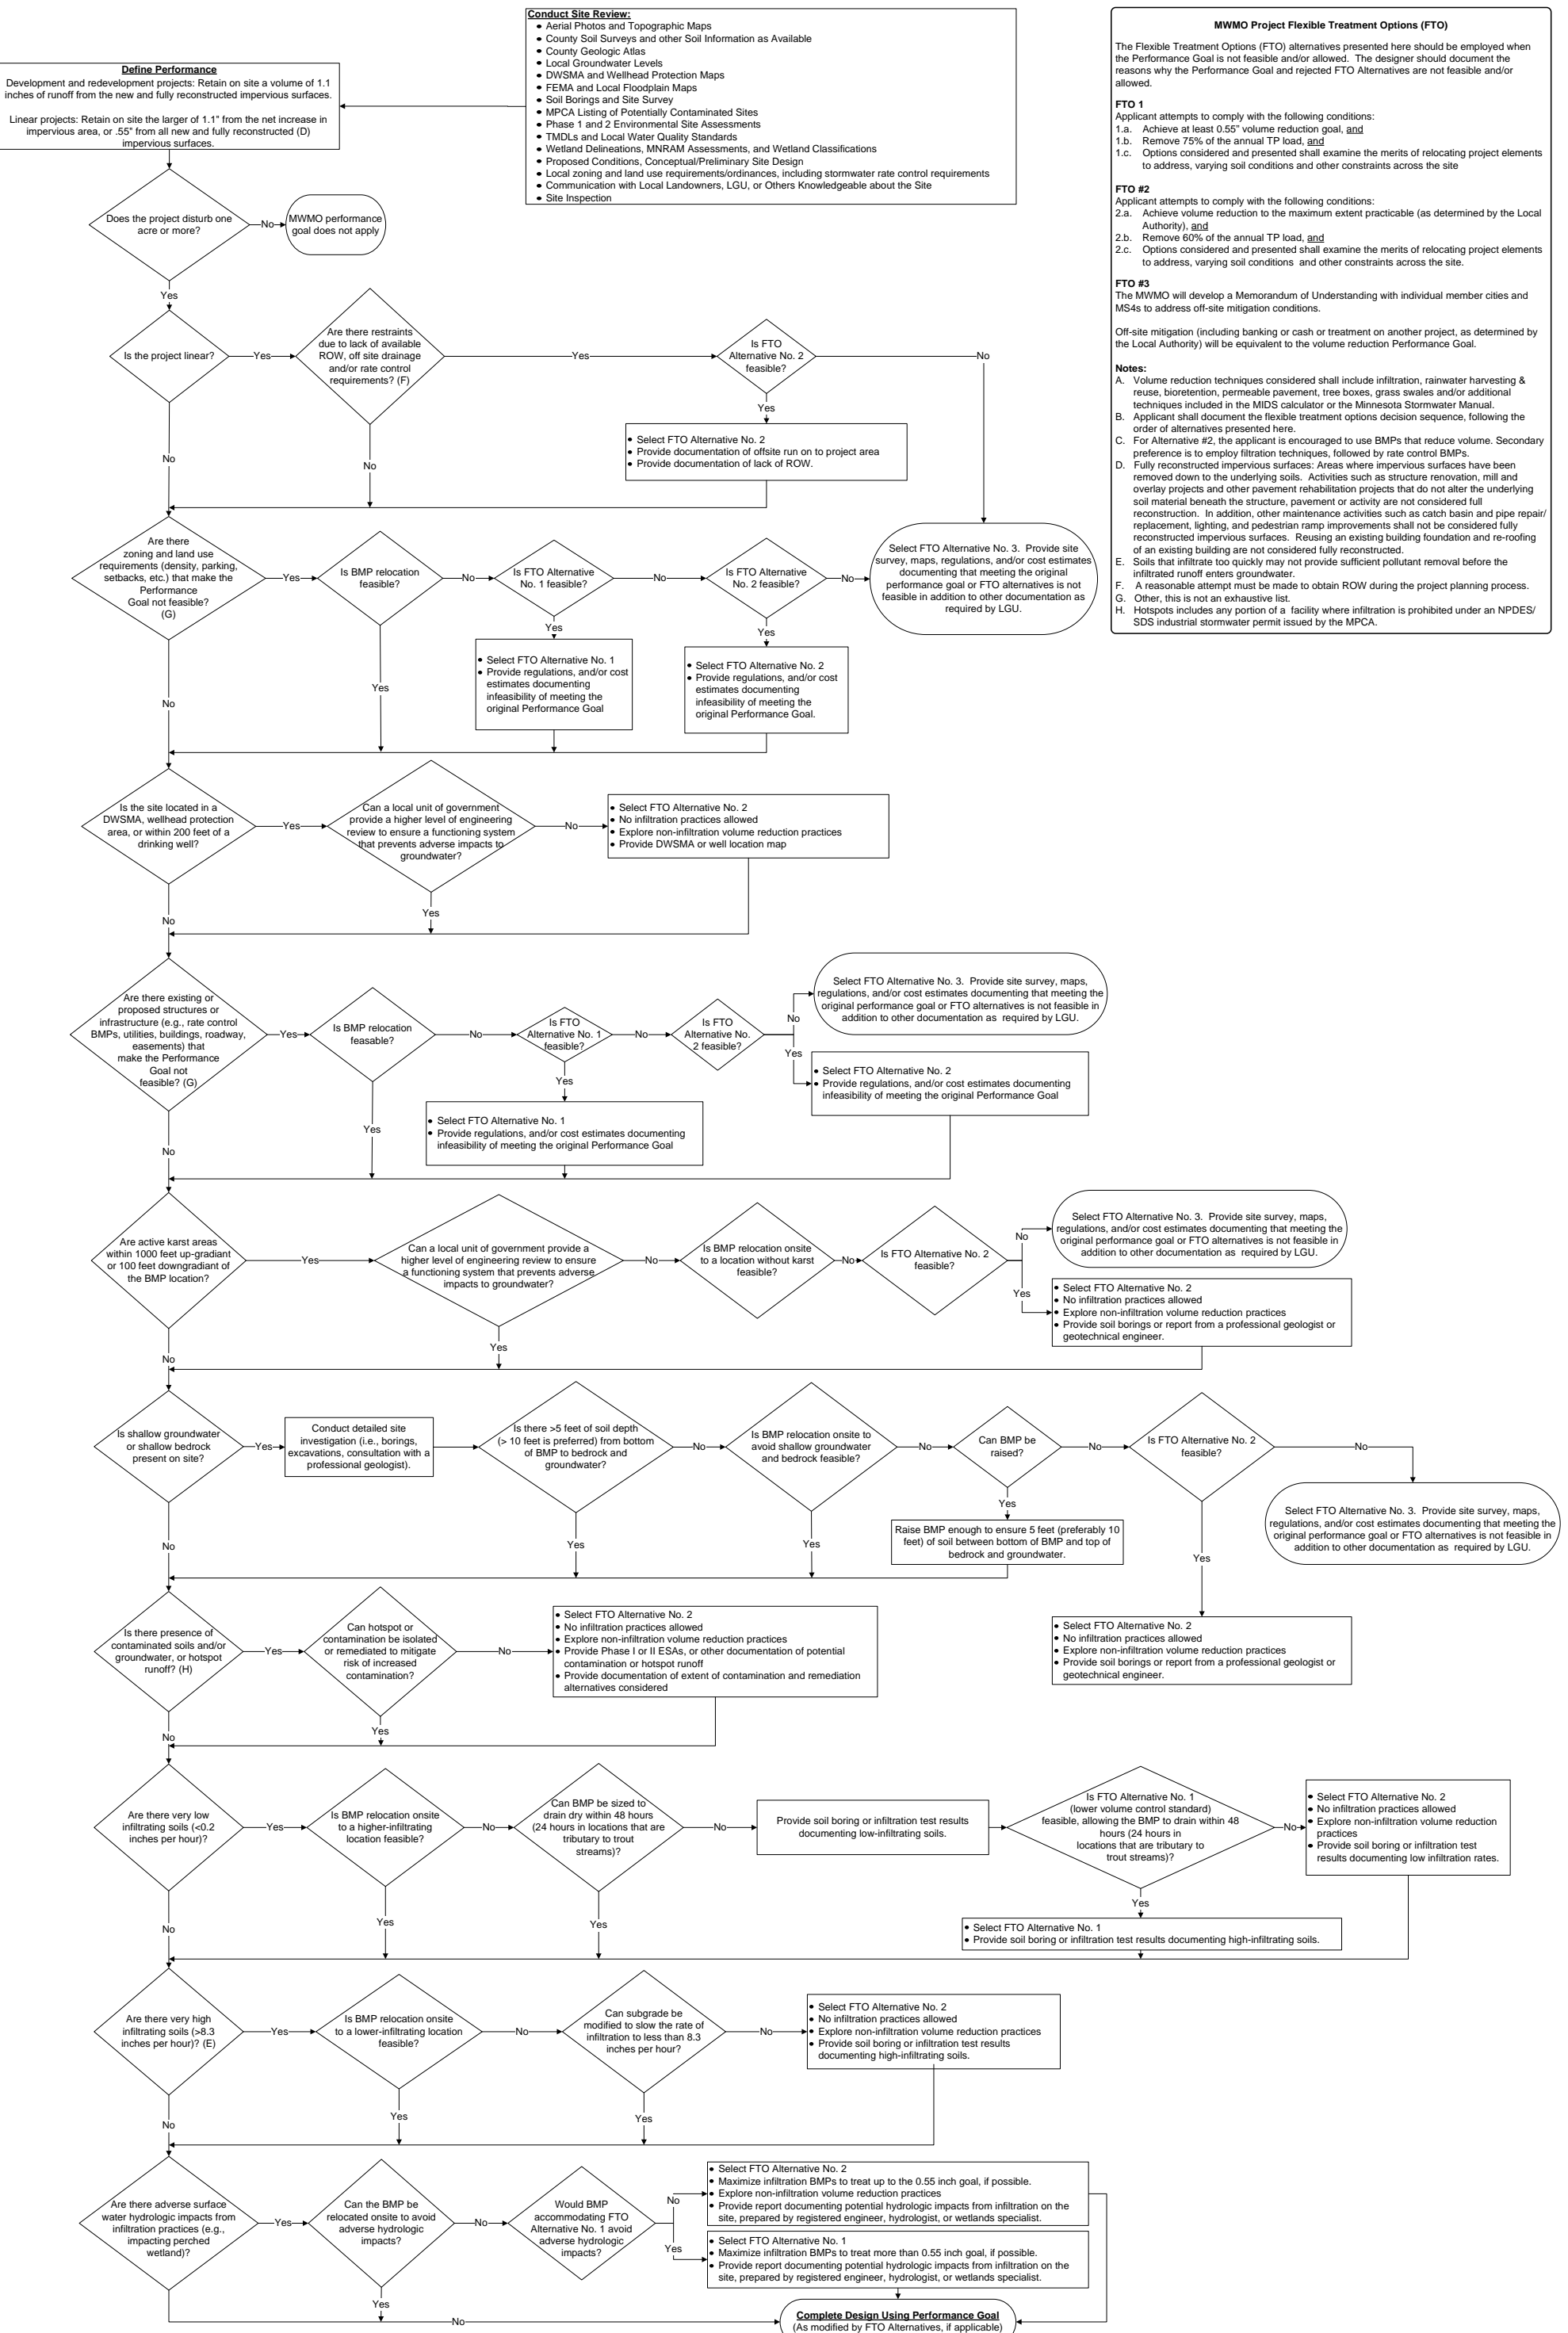 Conduct Site Review:
● Aerial Photos and Topographic Maps
● County Soil Surveys and other Soil Information as Available
● County Geologic Atlas
● Local Groundwater Levels
● DWSMA and Wellhead Protection Maps
● FEMA and Local Floodplain Maps
● Soil Borings and Site Survey
● MPCA Listing of Potentially Contaminated Sites
● Phase 1 and 2 Environmental Site Assessments
● TMDLs and Local Water Quality Standards
● Wetland Delineations, MNRAM Assessments, and Wetland Classifications
● Proposed Conditions, Conceptual/Preliminary Site Design
● Local zoning and land use requirements/ordinances, including stormwater rate control requirements
● Communication with Local Landowners, LGU, or Others Knowledgeable about the Site
● Site Inspection
Define Performance
Development and redevelopment projects: Retain on site a volume of 1.1
inches of runoff from the new and fully reconstructed impervious surfaces.
Linear projects: Retain on site the larger of 1.1" from the net increase in
impervious area, or .55" from all new and fully reconstructed (D)
impervious surfaces.
MWMO Project Flexible Treatment Options (FTO)
The Flexible Treatment Options (FTO) alternatives presented here should be employed when
the Performance Goal is not feasible and/or allowed. The designer should document the
reasons why the Performance Goal and rejected FTO Alternatives are not feasible and/or
allowed.
FTO 1
Applicant attempts to comply with the following conditions:
1.a. Achieve at least 0.55" volume reduction goal, and
1.b. Remove 75% of the annual TP load, and
1.c. Options considered and presented shall examine the merits of relocating project elements
to address, varying soil conditions and other constraints across the site
FTO #2
Applicant attempts to comply with the following conditions:
2.a. Achieve volume reduction to the maximum extent practicable (as determined by the Local
Authority), and
2.b. Remove 60% of the annual TP load, and
2.c. Options considered and presented shall examine the merits of relocating project elements
to address, varying soil conditions and other constraints across the site.
FTO #3
The MWMO will develop a Memorandum of Understanding with individual member cities and
MS4s to address off-site mitigation conditions.
Off-site mitigation (including banking or cash or treatment on another project, as determined by
the Local Authority) will be equivalent to the volume reduction Performance Goal.
Notes:
A. Volume reduction techniques considered shall include infiltration, rainwater harvesting &
reuse, bioretention, permeable pavement, tree boxes, grass swales and/or additional
techniques included in the MIDS calculator or the Minnesota Stormwater Manual.
B. Applicant shall document the flexible treatment options decision sequence, following the
order of alternatives presented here.
C. For Alternative #2, the applicant is encouraged to use BMPs that reduce volume. Secondary
preference is to employ filtration techniques, followed by rate control BMPs.
D. Fully reconstructed impervious surfaces: Areas where impervious surfaces have been
removed down to the underlying soils. Activities such as structure renovation, mill and
overlay projects and other pavement rehabilitation projects that do not alter the underlying
soil material beneath the structure, pavement or activity are not considered full
reconstruction. In addition, other maintenance activities such as catch basin and pipe repair/
replacement, lighting, and pedestrian ramp improvements shall not be considered fully
reconstructed impervious surfaces. Reusing an existing building foundation and re-roofing
of an existing building are not considered fully reconstructed.
E. Soils that infiltrate too quickly may not provide sufficient pollutant removal before the
infiltrated runoff enters groundwater.
F. A reasonable attempt must be made to obtain ROW during the project planning process.
G. Other, this is not an exhaustive list.
H. Hotspots includes any portion of a facility where infiltration is prohibited under an NPDES/
SDS industrial stormwater permit issued by the MPCA.
Does the project disturb one
acre or more?
No
MWMO performance
goal does not apply
Yes
Is the project linear?
Yes
Are there restraints
due to lack of available
ROW, off site drainage
and/or rate control
requirements? (F)
Yes
Is FTO
Alternative No. 2
feasible?
No
Yes
● Select FTO Alternative No. 2
● Provide documentation of offsite run on to project area
● Provide documentation of lack of ROW.
No
No
Are there
zoning and land use
requirements (density, parking,
setbacks, etc.) that make the
Performance
Goal not feasible?
(G)
Yes
Is BMP relocation
feasible?
No
Is FTO Alternative
No. 1 feasible?
No
Is FTO Alternative
No. 2 feasible?
No
Select FTO Alternative No. 3. Provide site
survey, maps, regulations, and/or cost estimates
documenting that meeting the original
performance goal or FTO alternatives is not
feasible in addition to other documentation as
required by LGU.
Yes
Yes
● Select FTO Alternative No. 1
● Provide regulations, and/or cost
estimates documenting
infeasibility of meeting the
original Performance Goal
● Select FTO Alternative No. 2
● Provide regulations, and/or cost
estimates documenting
infeasibility of meeting the
original Performance Goal.
Yes
No
Is the site located in a
DWSMA, wellhead protection
area, or within 200 feet of a
drinking well?
Yes
Can a local unit of government
provide a higher level of engineering
review to ensure a functioning system
that prevents adverse impacts to
groundwater?
No
● Select FTO Alternative No. 2
● No infiltration practices allowed
● Explore non-infiltration volume reduction practices
● Provide DWSMA or well location map
Yes
No
Are there existing or
proposed structures or
infrastructure (e.g., rate control
BMPs, utilities, buildings, roadway,
easements) that
make the Performance
Goal not
feasible? (G)
Yes
Is BMP relocation
feasable?
No
Is FTO
Alternative No. 1
feasible?
No
Is FTO
Alternative No.
2 feasible?
No
Select FTO Alternative No. 3. Provide site survey, maps,
regulations, and/or cost estimates documenting that meeting the
original performance goal or FTO alternatives is not feasible in
addition to other documentation as required by LGU.
Yes
● Select FTO Alternative No. 2
● Provide regulations, and/or cost estimates documenting
infeasibility of meeting the original Performance Goal
Yes
● Select FTO Alternative No. 1
● Provide regulations, and/or cost estimates documenting
infeasibility of meeting the original Performance Goal
Yes
No
Are active karst areas
within 1000 feet up-gradiant
or 100 feet downgradiant of
the BMP location?
Yes
Can a local unit of government provide a
higher level of engineering review to ensure
a functioning system that prevents adverse
impacts to groundwater?
No
Is BMP relocation onsite
to a location without karst
feasible?
No
Is FTO Alternative No. 2
feasible?
No
Select FTO Alternative No. 3. Provide site survey, maps,
regulations, and/or cost estimates documenting that meeting the
original performance goal or FTO alternatives is not feasible in
addition to other documentation as required by LGU.
Yes
● Select FTO Alternative No. 2
● No infiltration practices allowed
● Explore non-infiltration volume reduction practices
● Provide soil borings or report from a professional geologist or
geotechnical engineer.
Yes
No
Is shallow groundwater
or shallow bedrock
present on site?
Yes
Conduct detailed site
investigation (i.e., borings,
excavations, consultation with a
professional geologist).
Is there >5 feet of soil depth
(> 10 feet is preferred) from bottom
of BMP to bedrock and
groundwater?
No
Is BMP relocation onsite to
avoid shallow groundwater
and bedrock feasible?
No
Can BMP be
raised?
No
Is FTO Alternative No. 2
feasible?
No
Select FTO Alternative No. 3. Provide site survey, maps,
regulations, and/or cost estimates documenting that meeting the
original performance goal or FTO alternatives is not feasible in
addition to other documentation as required by LGU.
Yes
Raise BMP enough to ensure 5 feet (preferably 10
feet) of soil between bottom of BMP and top of
bedrock and groundwater.
Yes
Yes
Yes
No
● Select FTO Alternative No. 2
● No infiltration practices allowed
● Explore non-infiltration volume reduction practices
● Provide soil borings or report from a professional geologist or
geotechnical engineer.
Is there presence of
contaminated soils and/or
groundwater, or hotspot
runoff? (H)
Yes
Can hotspot or
contamination be isolated
or remediated to mitigate
risk of increased
contamination?
No
● Select FTO Alternative No. 2
● No infiltration practices allowed
● Explore non-infiltration volume reduction practices
● Provide Phase I or II ESAs, or other documentation of potential
contamination or hotspot runoff
● Provide documentation of extent of contamination and remediation
alternatives considered
Yes
No
Are there very low
infiltrating soils (<0.2
inches per hour)?
Yes
Is BMP relocation onsite
to a higher-infiltrating
location feasible?
No
Can BMP be sized to
drain dry within 48 hours
(24 hours in locations that are
tributary to trout
streams)?
No
Provide soil boring or infiltration test results
documenting low-infiltrating soils.
Is FTO Alternative No. 1
(lower volume control standard)
feasible, allowing the BMP to drain within 48
hours (24 hours in
locations that are tributary to
trout streams)?
No
● Select FTO Alternative No. 2
● No infiltration practices allowed
● Explore non-infiltration volume reduction
practices
● Provide soil boring or infiltration test
results documenting low infiltration rates.
Yes
● Select FTO Alternative No. 1
● Provide soil boring or infiltration test results documenting high-infiltrating soils.
Yes
Yes
No
Are there very high
infiltrating soils (>8.3
inches per hour)? (E)
Yes
Is BMP relocation onsite
to a lower-infiltrating location
feasible?
No
Can subgrade be
modified to slow the rate of
infiltration to less than 8.3
inches per hour?
No
● Select FTO Alternative No. 2
● No infiltration practices allowed
● Explore non-infiltration volume reduction practices
● Provide soil boring or infiltration test results
documenting high-infiltrating soils.
Yes
Yes
No
Are there adverse surface
water hydrologic impacts from
infiltration practices (e.g.,
impacting perched
wetland)?
Yes
Can the BMP be
relocated onsite to avoid
adverse hydrologic
impacts?
No
Would BMP
accommodating FTO
Alternative No. 1 avoid
adverse hydrologic
impacts?
No
● Select FTO Alternative No. 2
● Maximize infiltration BMPs to treat up to the 0.55 inch goal, if possible.
● Explore non-infiltration volume reduction practices
● Provide report documenting potential hydrologic impacts from infiltration on the
site, prepared by registered engineer, hydrologist, or wetlands specialist.
Yes
● Select FTO Alternative No. 1
● Maximize infiltration BMPs to treat more than 0.55 inch goal, if possible.
● Provide report documenting potential hydrologic impacts from infiltration on the
site, prepared by registered engineer, hydrologist, or wetlands specialist.
Yes
No
Complete Design Using Performance Goal
(As modified by FTO Alternatives, if applicable)